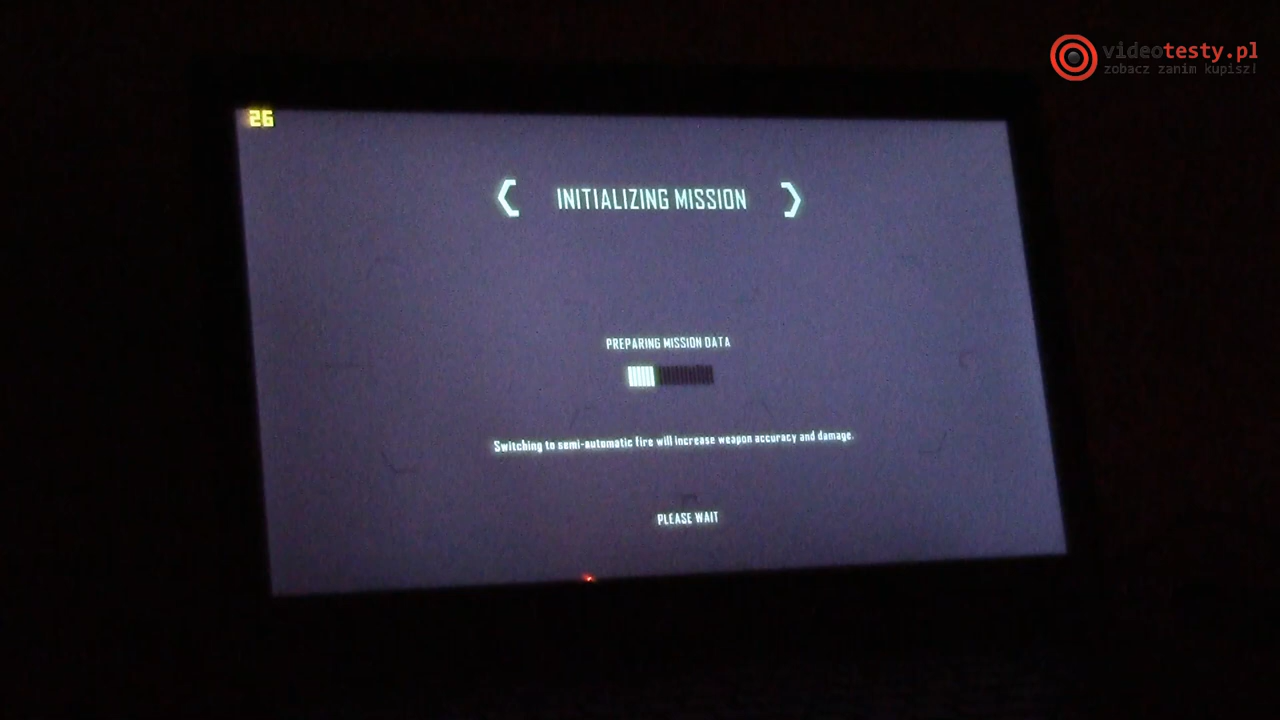 videotesty.pl
zobacz zanim kupisz!
26
INITIALIZING MISSION
PREPARING MISSION DATA
Switching to semi-automatic fire will increase weapon accuracy and damage.
PLEASE WAIT